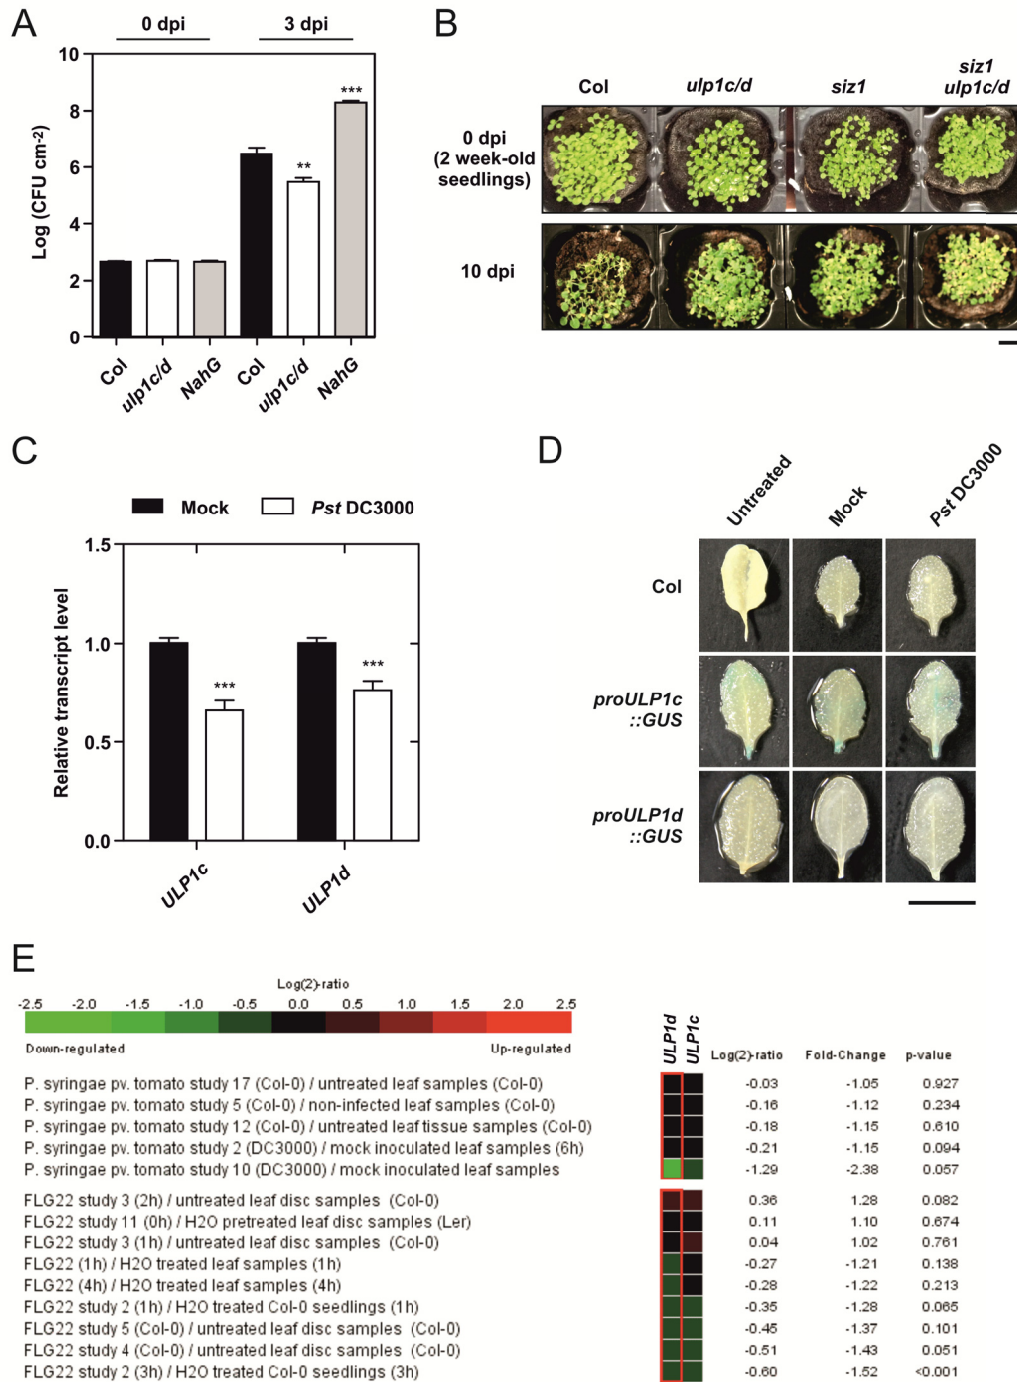 A
0 dpi
3 dpi
Log (CFU cm-2)
10
8
6
4
2
0
***
**
Col
ulp1c/d
NahG
Col
ulp1c/d
NahG
B
Col
ulp1c/d
siz1
siz1
ulp1c/d
0 dpi
(2 week-old
seedlings)
10 dpi
C
Mock
Pst DC3000
Relative transcript level
1.5
1.0
0.5
0.0
***
***
ULP1c
ULP1d
D
Untreated
Mock
Pst DC3000
Col
proULP1c
::GUS
proULP1d
::GUS
E
Log(2)-ratio
-2.5 -2.0 -1.5 -1.0 -0.5 0.0 0.5 1.0 1.5 2.0 2.5
Down-regulated Up-regulated
ULP1d ULP1c Log(2)-ratio Fold-Change p-value
P. syringae pv. tomato study 17 (Col-0) / untreated leaf samples (Col-0) -0.03 -1.05 0.927
P. syringae pv. tomato study 5 (Col-0) / non-infected leaf samples (Col-0) -0.16 -1.12 0.234
P. syringae pv. tomato study 12 (Col-0) / untreated leaf tissue samples (Col-0) -0.18 -1.15 0.610
P. syringae pv. tomato study 2 (DC3000) / mock inoculated leaf samples (6h) -0.21 -1.15 0.094
P. syringae pv. tomato study 10 (DC3000) / mock inoculated leaf samples -1.29 -2.38 0.057
FLG22 study 3 (2h) / untreated leaf disc samples (Col-0) 0.36 1.28 0.082
FLG22 study 11 (0h) / H2O pretreated leaf disc samples (Ler) 0.11 1.10 0.674
FLG22 study 3 (1h) / untreated leaf disc samples (Col-0) 0.04 1.02 0.761
FLG22 (1h) / H2O treated leaf samples (1h) -0.27 -1.21 0.138
FLG22 (4h) / H2O treated leaf samples (4h) -0.28 -1.22 0.213
FLG22 study 2 (1h) / H2O treated Col-0 seedlings (1h) -0.35 -1.28 0.065
FLG22 study 5 (Col-0) / untreated leaf disc samples (Col-0) -0.45 -1.37 0.101
FLG22 study 4 (Col-0) / untreated leaf disc samples (Col-0) -0.51 -1.43 0.051
FLG22 study 2 (3h) / H2O treated Col-0 seedlings (3h) -0.60 -1.52 <0.001